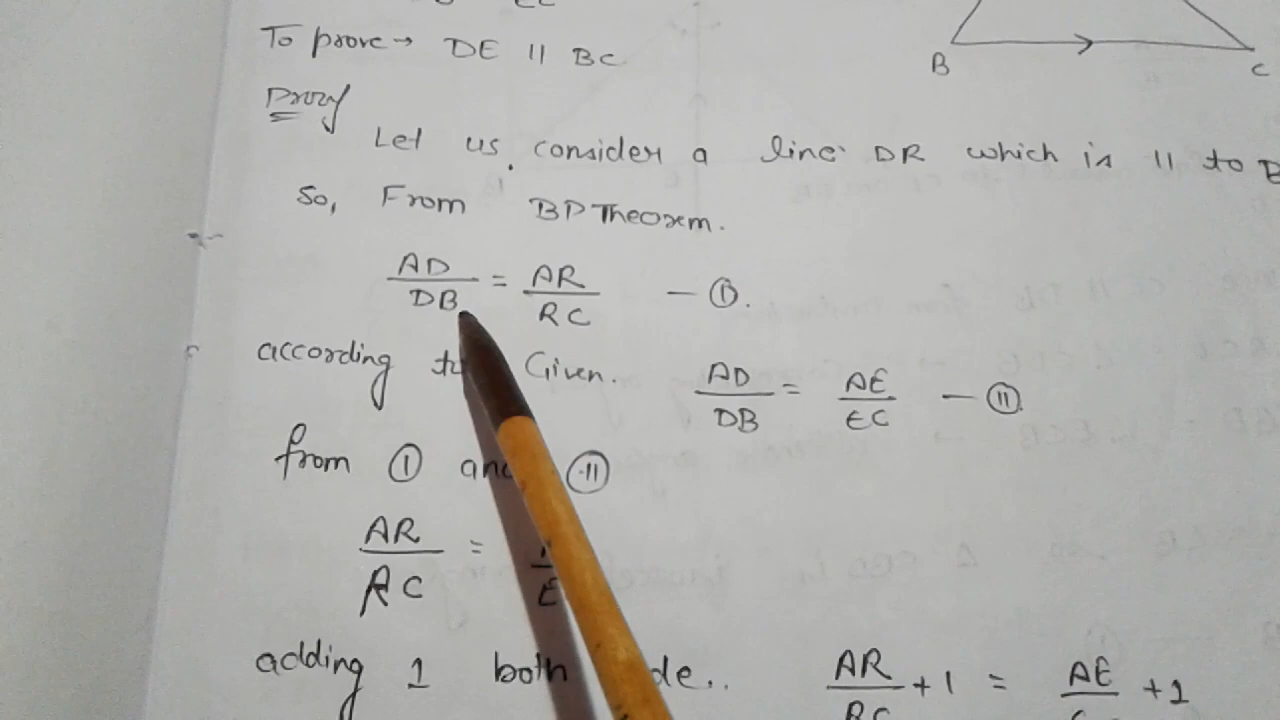 To prove → DE || BC
B C
Proof
Let us consider a line DR which is || to B
So, From BP Theorem.
AD/DB = AR/RC — ①.
according to Given. AD/DB = AE/EC — ⑪.
from ① and ⑪
AR/RC =
adding 1 both AR/RC + 1 = AE + 1